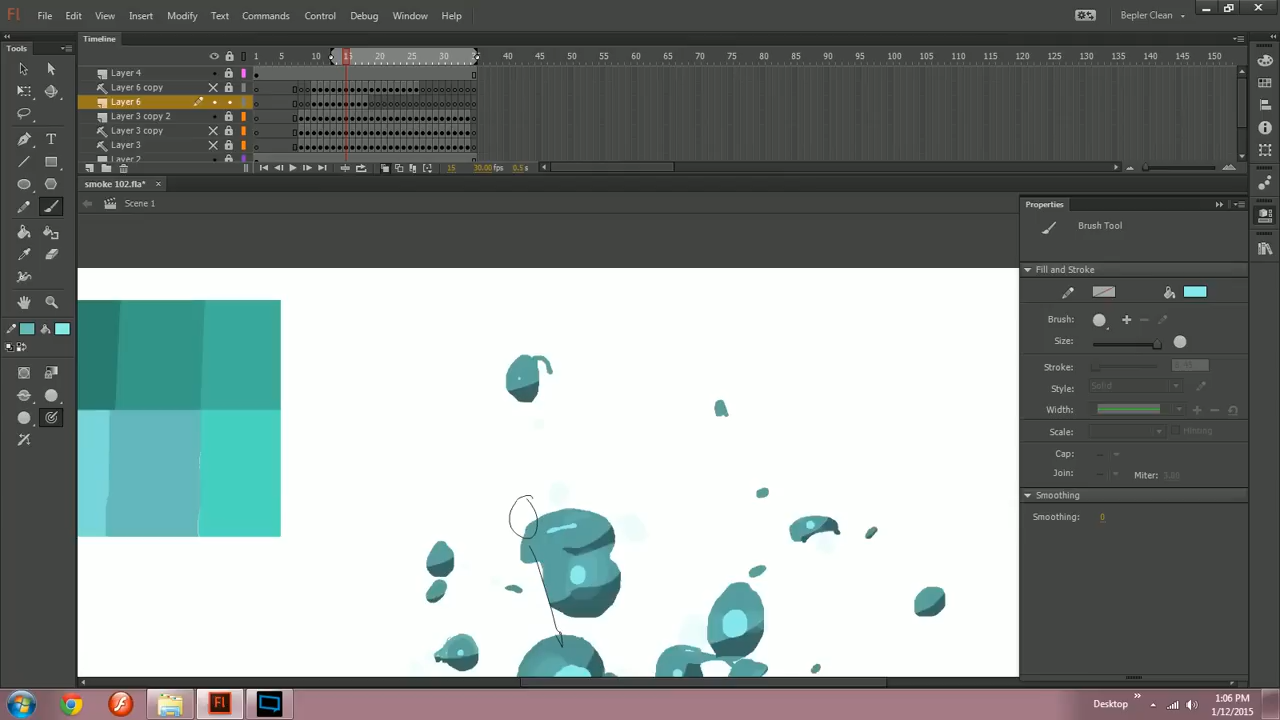 Fl File Edit View Insert Modify Text Commands Control Debug Window Help Bepler Clean
Tools
Timeline
1 5 10 15 20 25 30 40 45 50 55 60 65 70 75 80 85 90 95 100 105 110 115 120 125 130 135 140 145 150
Layer 4
Layer 6 copy
Layer 6
Layer 3 copy 2
Layer 3 copy
Layer 3
Layer 2
15 30.00 fps 0.5 s
smoke 102.fla* ×
Scene 1
Properties
Brush Tool
Fill and Stroke
Brush:
Size:
Stroke:
Style: Solid
Width:
Scale: Hinting
Cap:
Join: Miter:
Smoothing
Smoothing: 0
Fl
Desktop
1:06 PM
1/12/2015